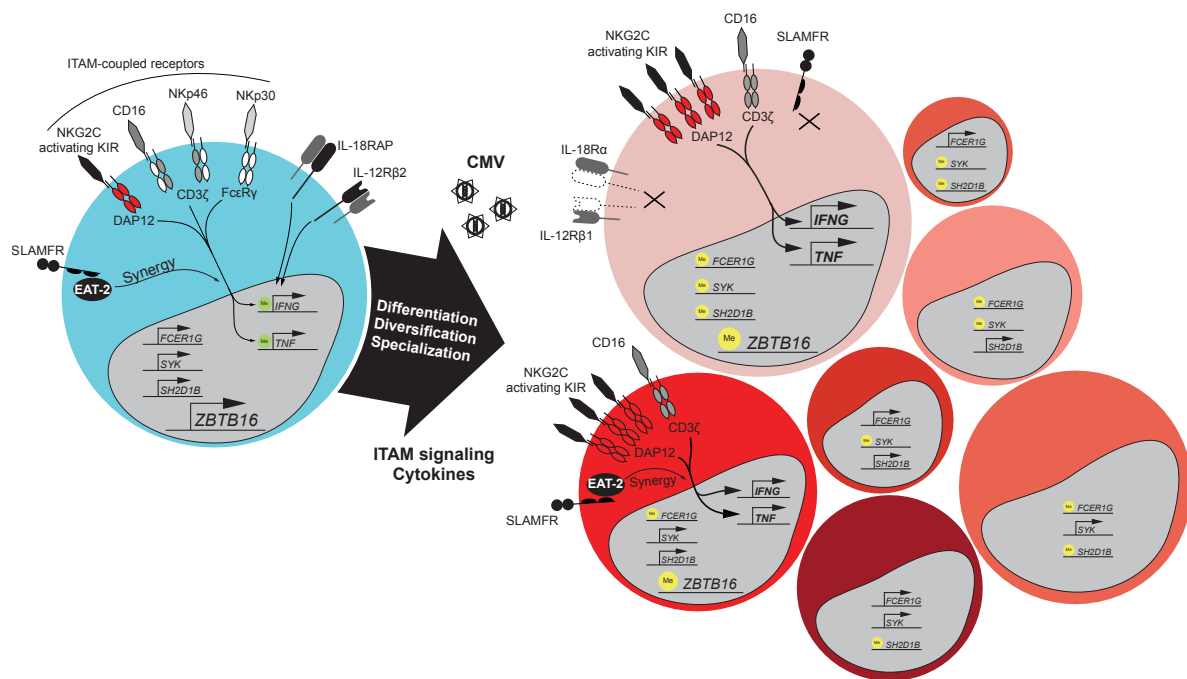 ITAM-coupled receptors
NKp46
NKp30
CD16
NKG2C
activating KIR
IL-18RAP
IL-12Rβ2
DAP12
CD3ζ
FcεRγ
SLAMFR
EAT-2
Synergy
Me
IFNG
Me
TNF
FCER1G
SYK
SH2D1B
ZBTB16
CMV
Differentiation
Diversification
Specialization
ITAM signaling
Cytokines
CD16
SLAMFR
NKG2C
activating KIR
CD3ζ
DAP12
IL-18Rα
IL-12Rβ1
IFNG
TNF
Me FCER1G
Me SYK
Me SH2D1B
Me ZBTB16
FCER1G
Me SYK
Me SH2D1B
Me FCER1G
Me SYK
SH2D1B
CD16
NKG2C
activating KIR
CD3ζ
DAP12
EAT-2
Synergy
SLAMFR
IFNG
TNF
Me FCER1G
SYK
SH2D1B
Me ZBTB16
FCER1G
Me SYK
SH2D1B
Me FCER1G
SYK
Me SH2D1B
FCER1G
SYK
Me SH2D1B